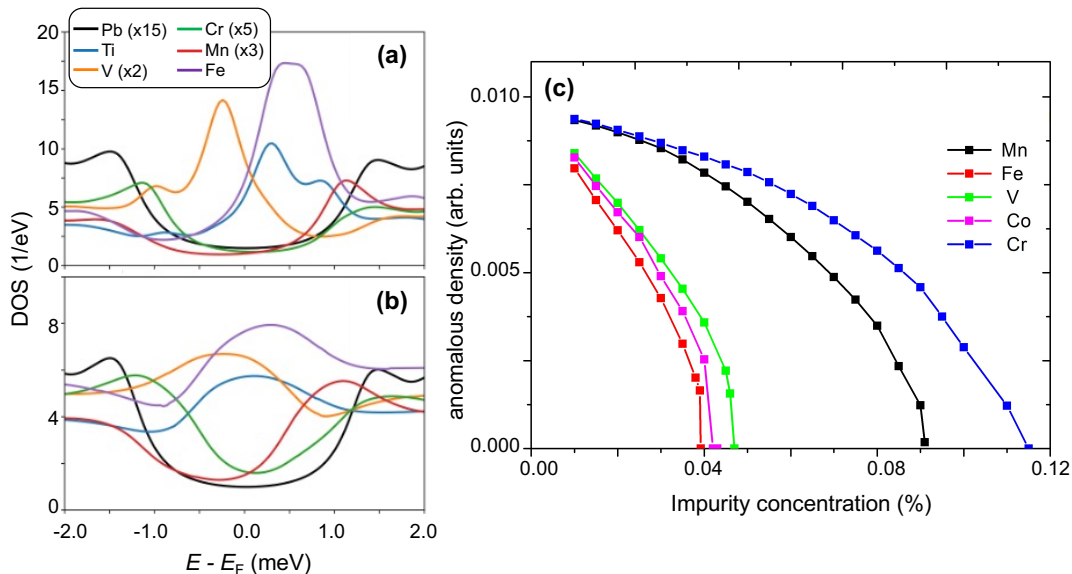 Pb (x15)
Cr (x5)
Ti
Mn (x3)
V (x2)
Fe
(a)
20
15
10
5
0
DOS (1/eV)
(b)
8
4
0
-2.0 -1.0 0.0 1.0 2.0
E - E_F (meV)
(c)
0.010
0.005
0.000
anomalous density (arb. units)
Mn
Fe
V
Co
Cr
0.00 0.04 0.08 0.12
Impurity concentration (%)